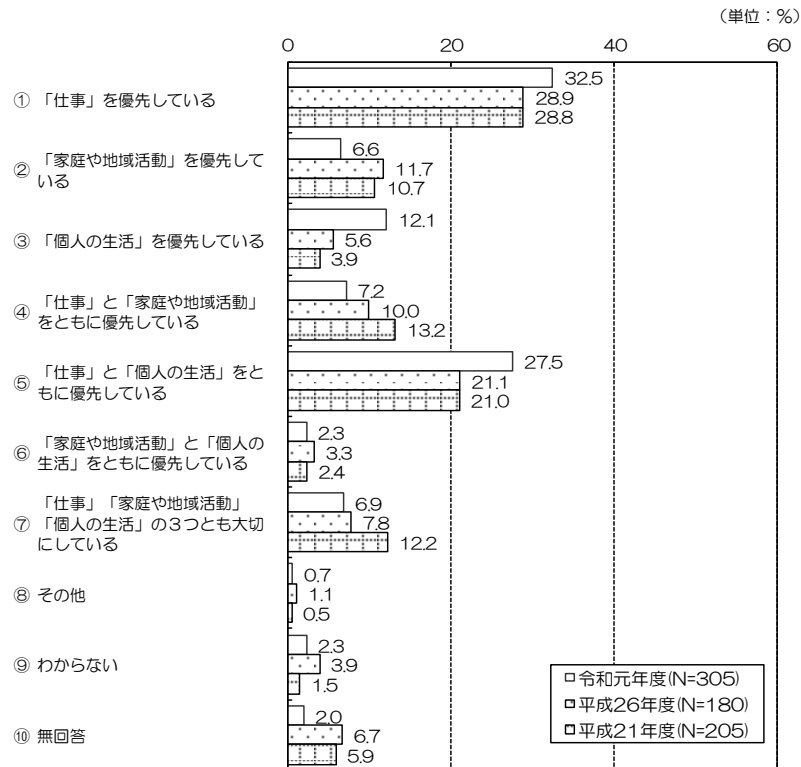 （単位：％）
0 20 40 60
① 「仕事」を優先している
32.5
28.9
28.8
② 「家庭や地域活動」を優先して
いる
6.6
11.7
10.7
③ 「個人の生活」を優先している
12.1
5.6
3.9
④ 「仕事」と「家庭や地域活動」
をともに優先している
7.2
10.0
13.2
⑤ 「仕事」と「個人の生活」をと
もに優先している
27.5
21.1
21.0
⑥ 「家庭や地域活動」と「個人の
生活」をともに優先している
2.3
3.3
2.4
⑦ 「仕事」「家庭や地域活動」
「個人の生活」の３つとも大切
にしている
6.9
7.8
12.2
⑧ その他
0.7
1.1
0.5
⑨ わからない
2.3
3.9
1.5
⑩ 無回答
2.0
6.7
5.9
令和元年度(N=305)
平成26年度(N=180)
平成21年度(N=205)